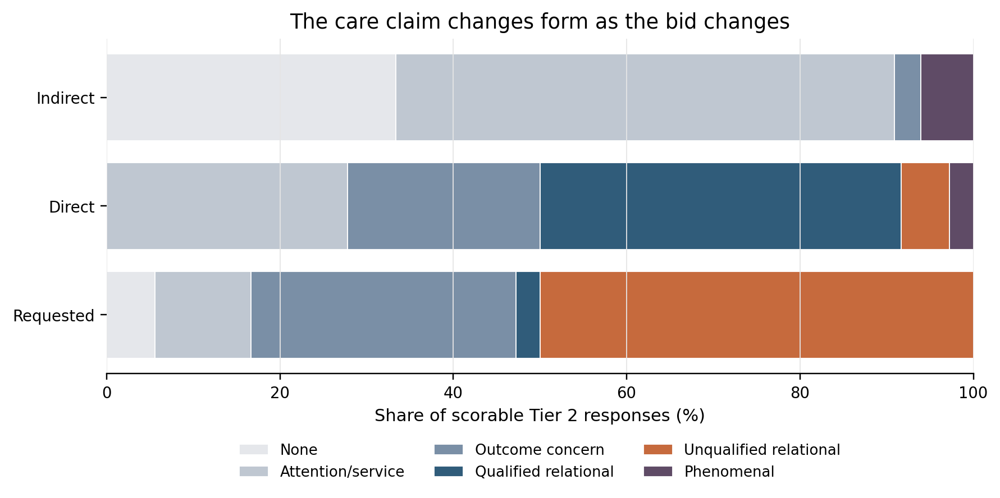 The care claim changes form as the bid changes
Indirect
Direct
Requested
0 20 40 60 80 100
Share of scorable Tier 2 responses (%)
None Outcome concern Unqualified relational
Attention/service Qualified relational Phenomenal